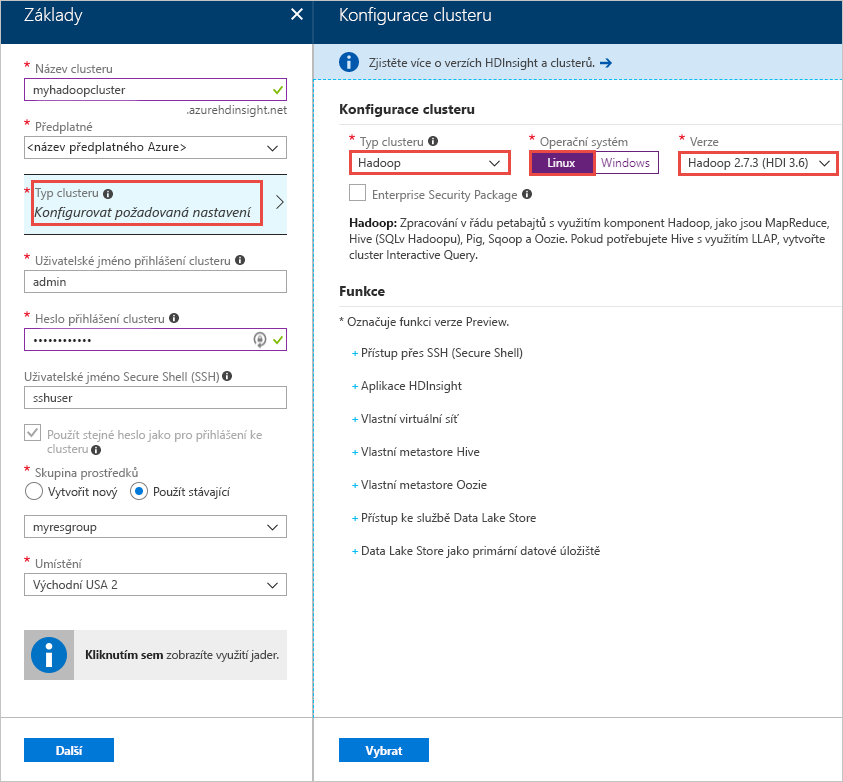 Základy
* Název clusteru
myhadoopcluster
.azurehdinsight.net
* Předplatné
<název předplatného Azure>
* Typ clusteru
Konfigurovat požadovaná nastavení
* Uživatelské jméno přihlášení clusteru
admin
* Heslo přihlášení clusteru
••••••••••••
Uživatelské jméno Secure Shell (SSH)
sshuser
Použít stejné heslo jako pro přihlášení ke
clusteru
* Skupina prostředků
Vytvořit nový Použít stávající
myresgroup
* Umístění
Východní USA 2
Kliknutím sem zobrazíte využití jader.
Další
Konfigurace clusteru
Zjistěte více o verzích HDInsight a clusterů.
Konfigurace clusteru
* Typ clusteru * Operační systém * Verze
Hadoop Linux Windows Hadoop 2.7.3 (HDI 3.6)
Enterprise Security Package
Hadoop: Zpracování v řádu petabajtů s využitím komponent Hadoop, jako jsou MapReduce,
Hive (SQLv Hadoopu), Pig, Sqoop a Oozie. Pokud potřebujete Hive s využitím LLAP, vytvořte
cluster Interactive Query.
Funkce
* Označuje funkci verze Preview.
+ Přístup přes SSH (Secure Shell)
+ Aplikace HDInsight
+ Vlastní virtuální síť
+ Vlastní metastore Hive
+ Vlastní metastore Oozie
+ Přístup ke službě Data Lake Store
+ Data Lake Store jako primární datové úložiště
Vybrat